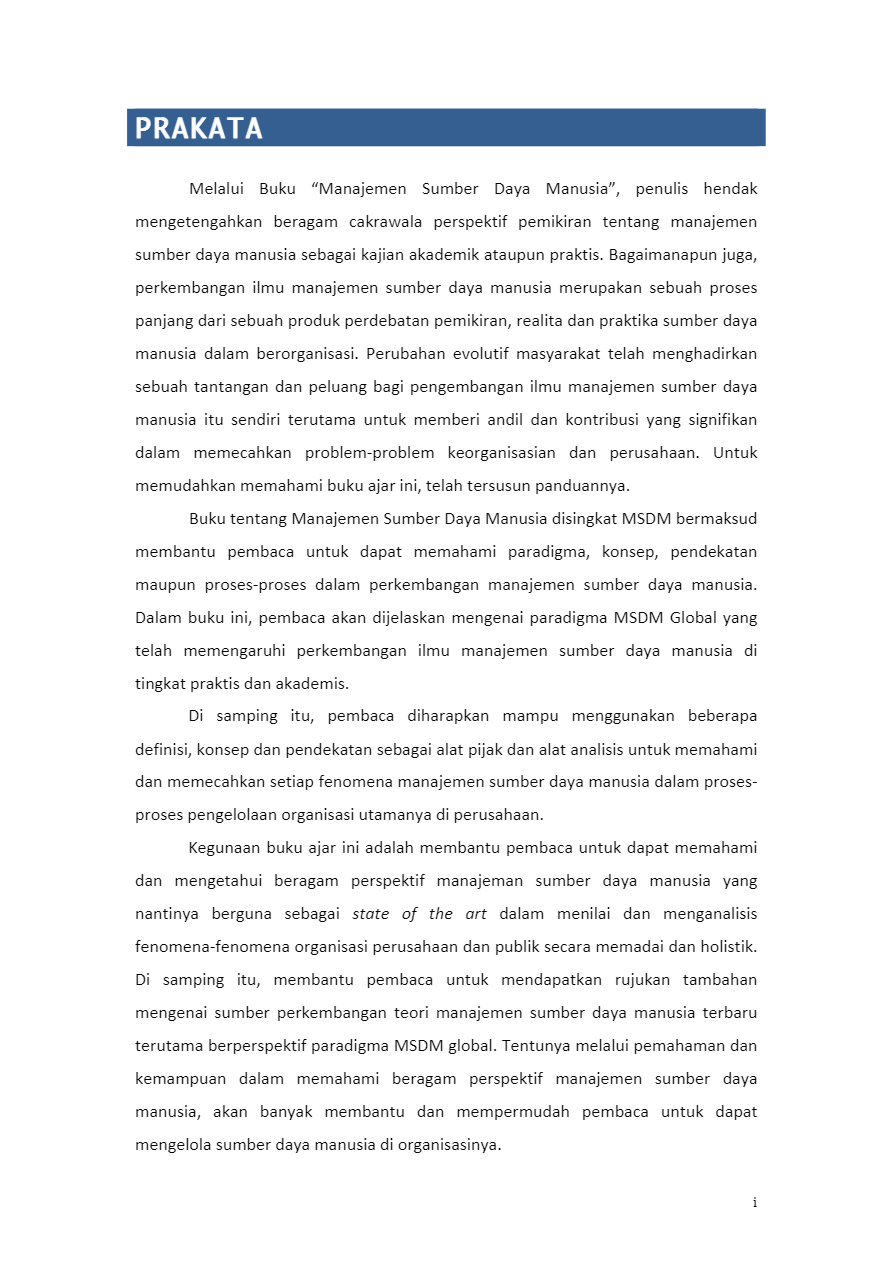 PRAKATA
Melalui Buku “Manajemen Sumber Daya Manusia”, penulis hendak
mengetengahkan beragam cakrawala perspektif pemikiran tentang manajemen
sumber daya manusia sebagai kajian akademik ataupun praktis. Bagaimanapun juga,
perkembangan ilmu manajemen sumber daya manusia merupakan sebuah proses
panjang dari sebuah produk perdebatan pemikiran, realita dan praktika sumber daya
manusia dalam berorganisasi. Perubahan evolutif masyarakat telah menghadirkan
sebuah tantangan dan peluang bagi pengembangan ilmu manajemen sumber daya
manusia itu sendiri terutama untuk memberi andil dan kontribusi yang signifikan
dalam memecahkan problem-problem keorganisasian dan perusahaan. Untuk
memudahkan memahami buku ajar ini, telah tersusun panduannya.
Buku tentang Manajemen Sumber Daya Manusia disingkat MSDM bermaksud
membantu pembaca untuk dapat memahami paradigma, konsep, pendekatan
maupun proses-proses dalam perkembangan manajemen sumber daya manusia.
Dalam buku ini, pembaca akan dijelaskan mengenai paradigma MSDM Global yang
telah memengaruhi perkembangan ilmu manajemen sumber daya manusia di
tingkat praktis dan akademis.
Di samping itu, pembaca diharapkan mampu menggunakan beberapa
definisi, konsep dan pendekatan sebagai alat pijak dan alat analisis untuk memahami
dan memecahkan setiap fenomena manajemen sumber daya manusia dalam proses-
proses pengelolaan organisasi utamanya di perusahaan.
Kegunaan buku ajar ini adalah membantu pembaca untuk dapat memahami
dan mengetahui beragam perspektif manajeman sumber daya manusia yang
nantinya berguna sebagai state of the art dalam menilai dan menganalisis
fenomena-fenomena organisasi perusahaan dan publik secara memadai dan holistik.
Di samping itu, membantu pembaca untuk mendapatkan rujukan tambahan
mengenai sumber perkembangan teori manajemen sumber daya manusia terbaru
terutama berperspektif paradigma MSDM global. Tentunya melalui pemahaman dan
kemampuan dalam memahami beragam perspektif manajemen sumber daya
manusia, akan banyak membantu dan mempermudah pembaca untuk dapat
mengelola sumber daya manusia di organisasinya.
i